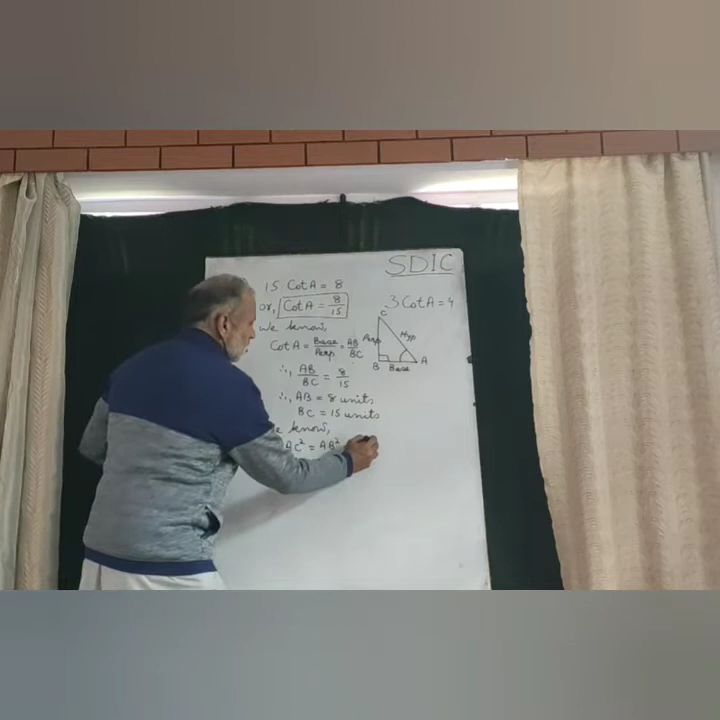 SDIC
15 Cot A = 8
or, Cot A = 8/15
3 Cot A = 4
we know,
Cot A = Base/Perp = AB/BC
C
Perp
Hyp
B
A
Base
∴, AB/BC = 8/15
∴, AB = 8 units
BC = 15 units
know,
AC² = AB²